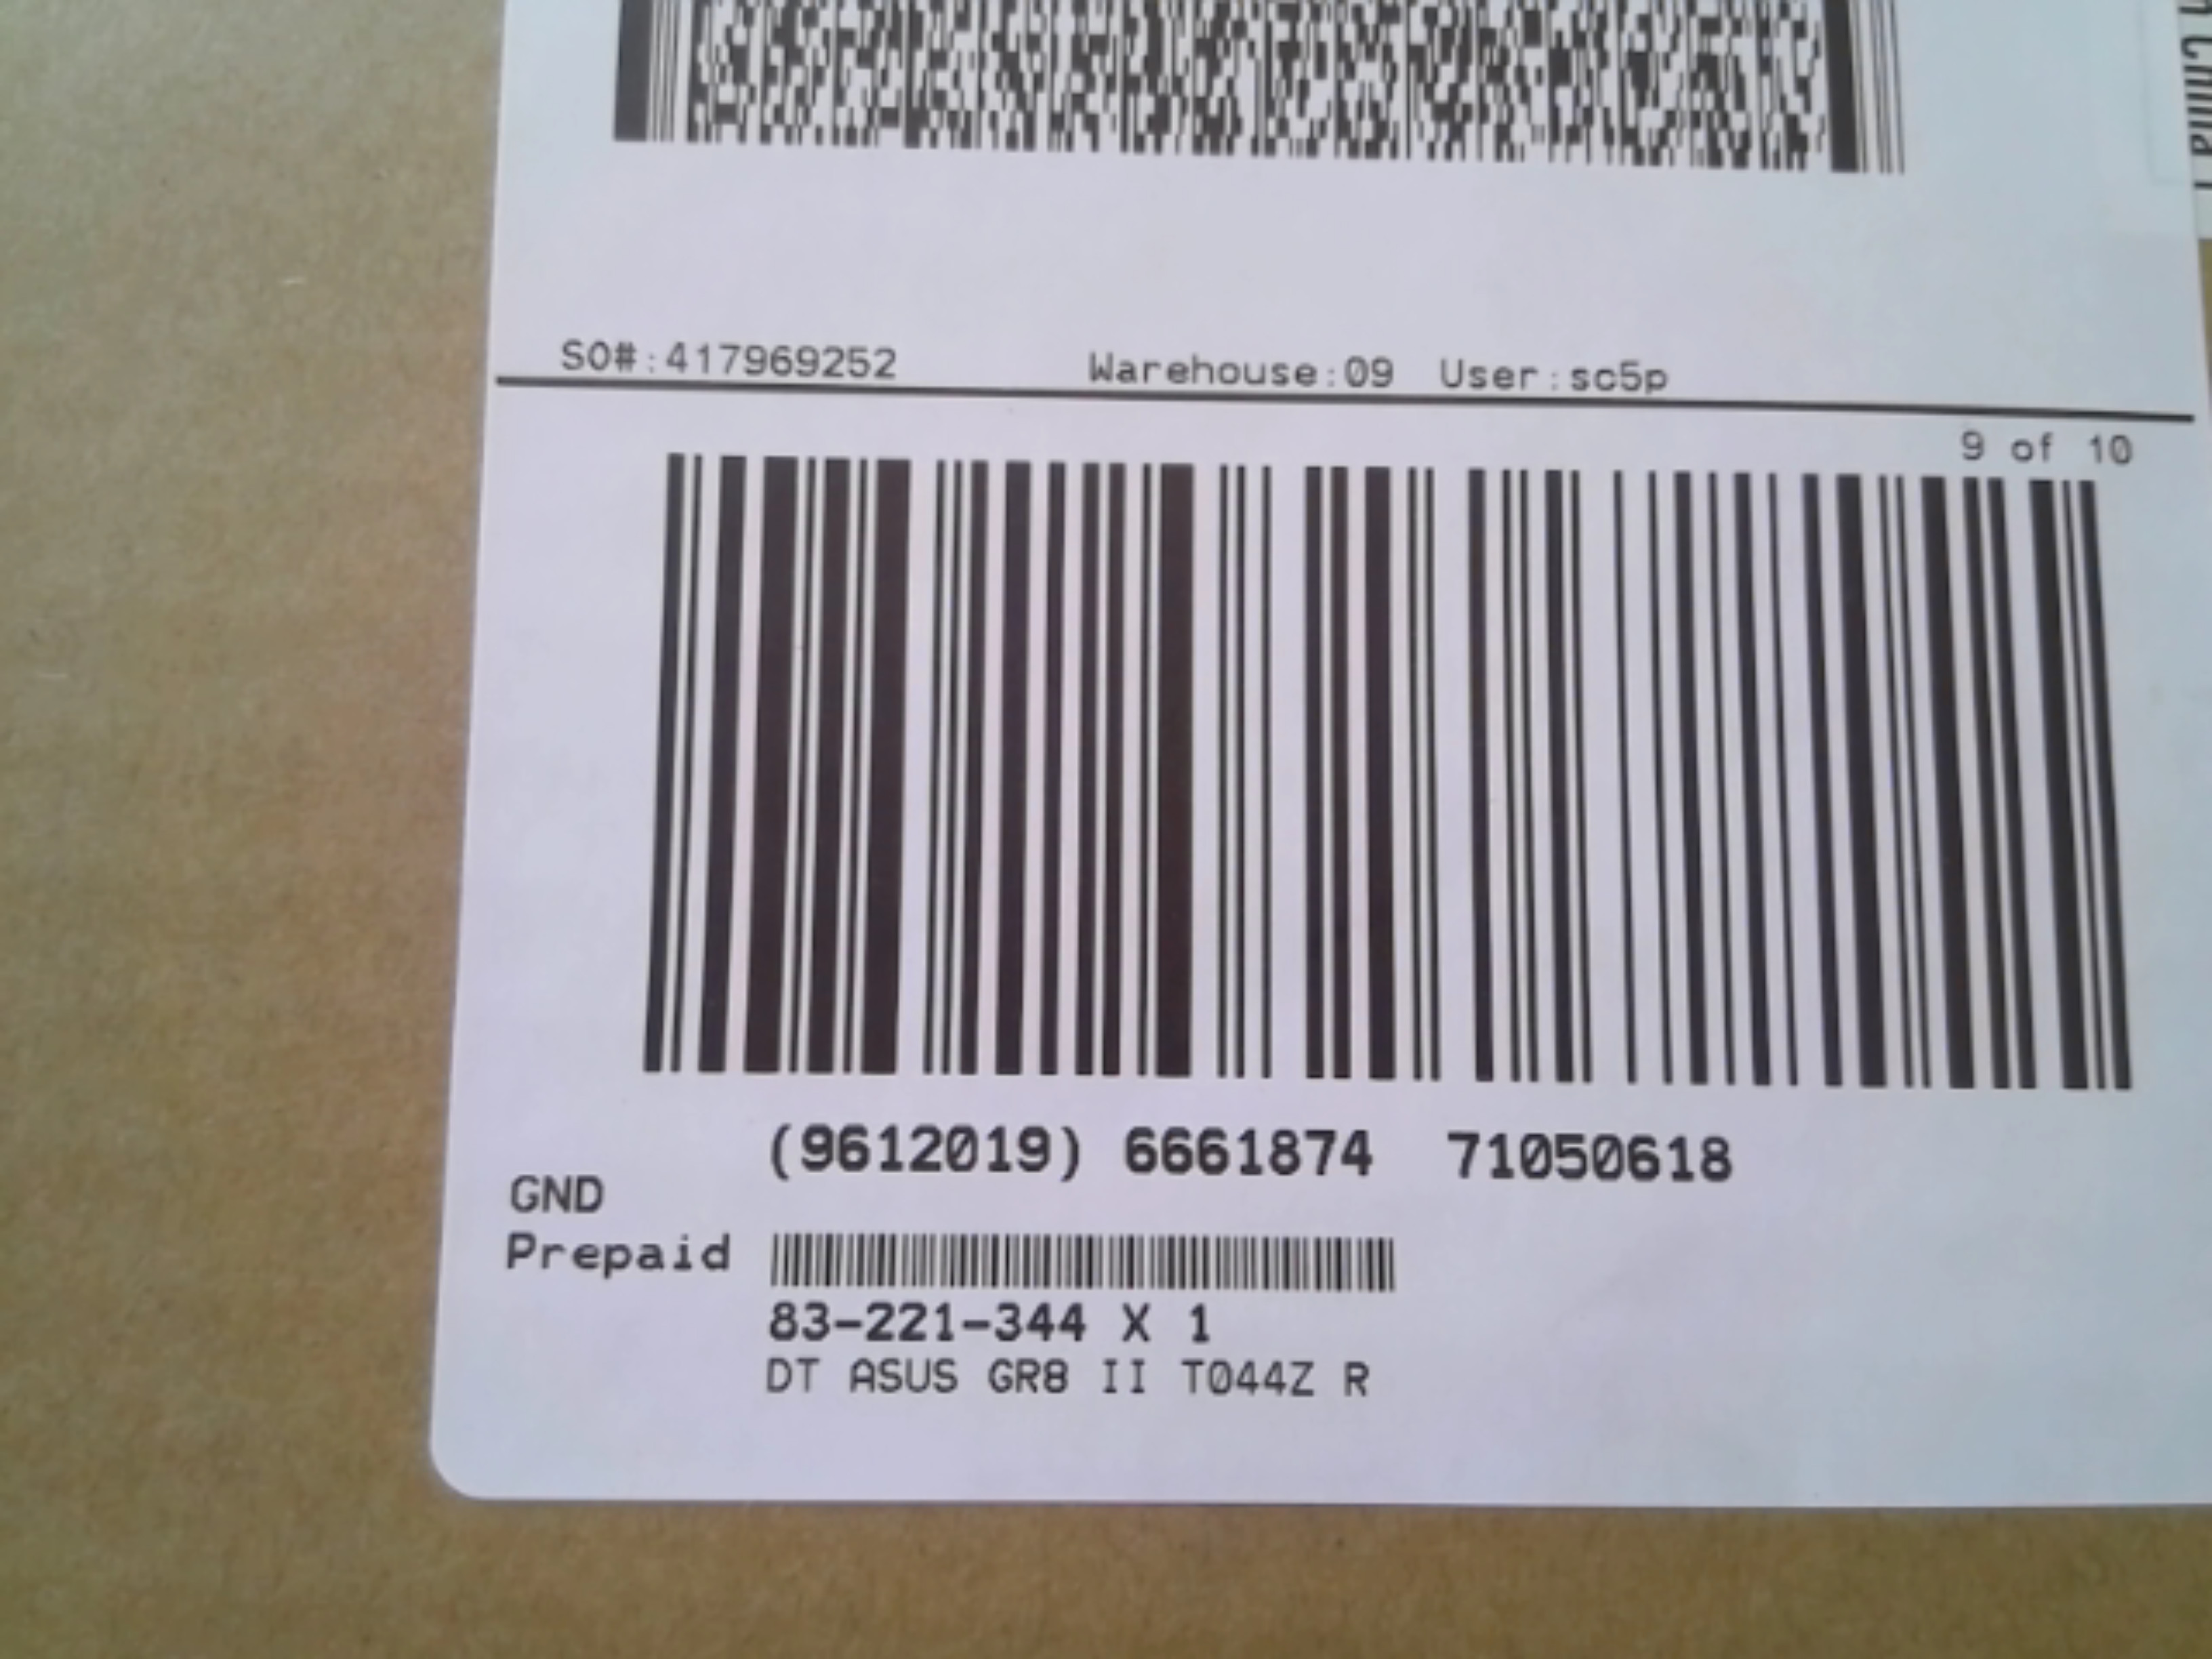 SO#:417969252 Warehouse:09 User:sc5p
9 of 10
(9612019) 6661874 71050618
GND
Prepaid
83-221-344 X 1
DT ASUS GR8 II T044Z R
China